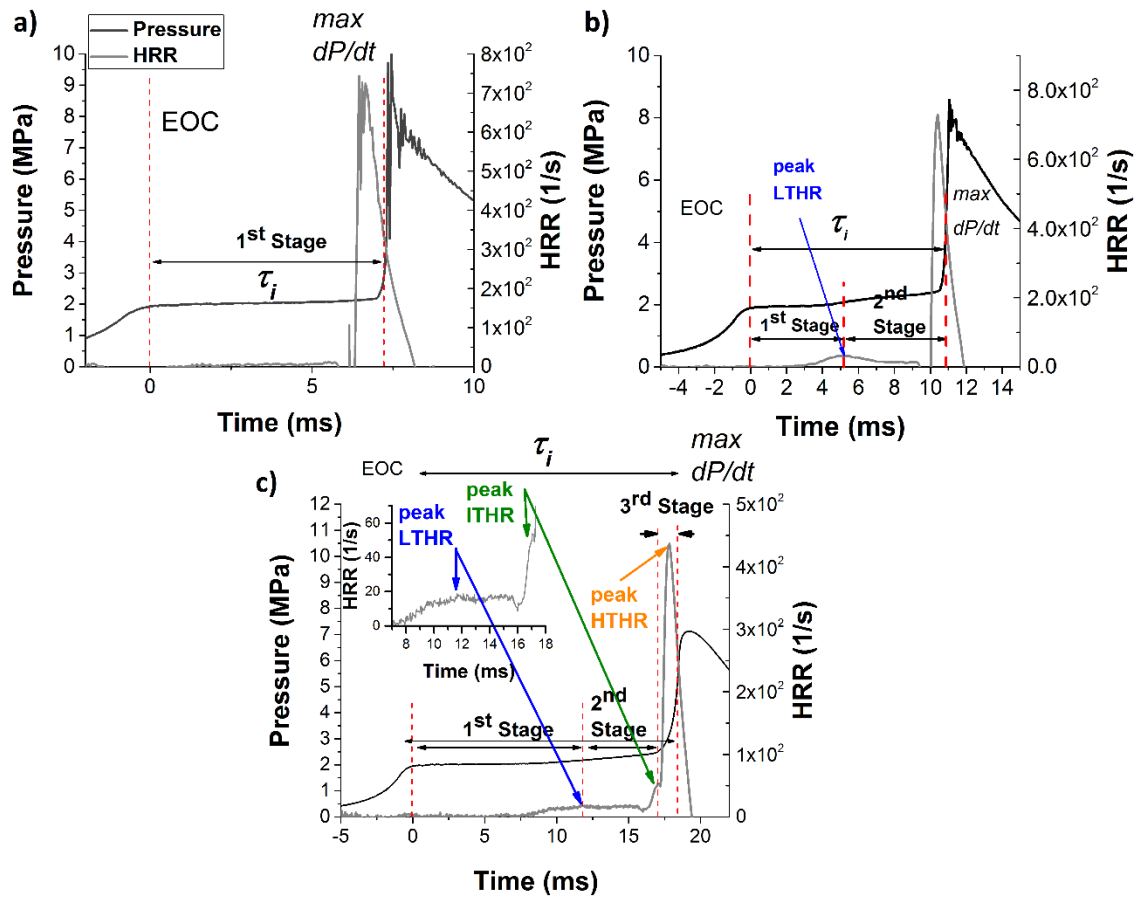 a)
Pressure
HRR
max
dP/dt
EOC
1st Stage
τi
10
9
8
7
6
5
4
3
2
1
0
Pressure (MPa)
8x10²
7x10²
6x10²
5x10²
4x10²
3x10²
2x10²
1x10²
0
HRR (1/s)
0
5
10
Time (ms)
b)
peak
LTHR
EOC
max
dP/dt
τi
2nd
1st Stage
Stage
10
8
6
4
2
0
Pressure (MPa)
8.0x10²
6.0x10²
4.0x10²
2.0x10²
0.0
HRR (1/s)
-4 -2 0 2 4 6 8 10 12 14
Time (ms)
c)
EOC
τi
max
dP/dt
peak
LTHR
peak
ITHR
3rd Stage
peak
HTHR
60
40
20
0
HRR (1/s)
8 10 12 14 16 18
Time (ms)
2nd
1st Stage
Stage
12
11
10
9
8
7
6
5
4
3
2
1
0
Pressure (MPa)
5x10²
4x10²
3x10²
2x10²
1x10²
0
HRR (1/s)
-5 0 5 10 15 20
Time (ms)